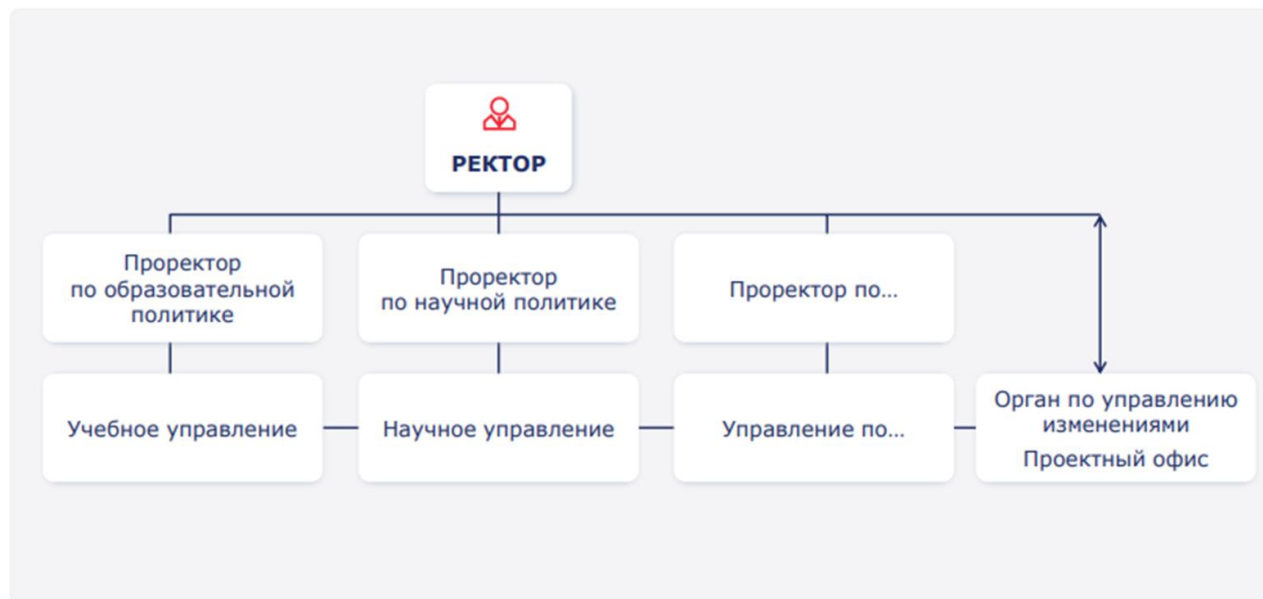 РЕКТОР
Проректор
по образовательной
политике
Проректор
по научной политике
Проректор по...
Учебное управление
Научное управление
Управление по...
Орган по управлению
изменениями
Проектный офис